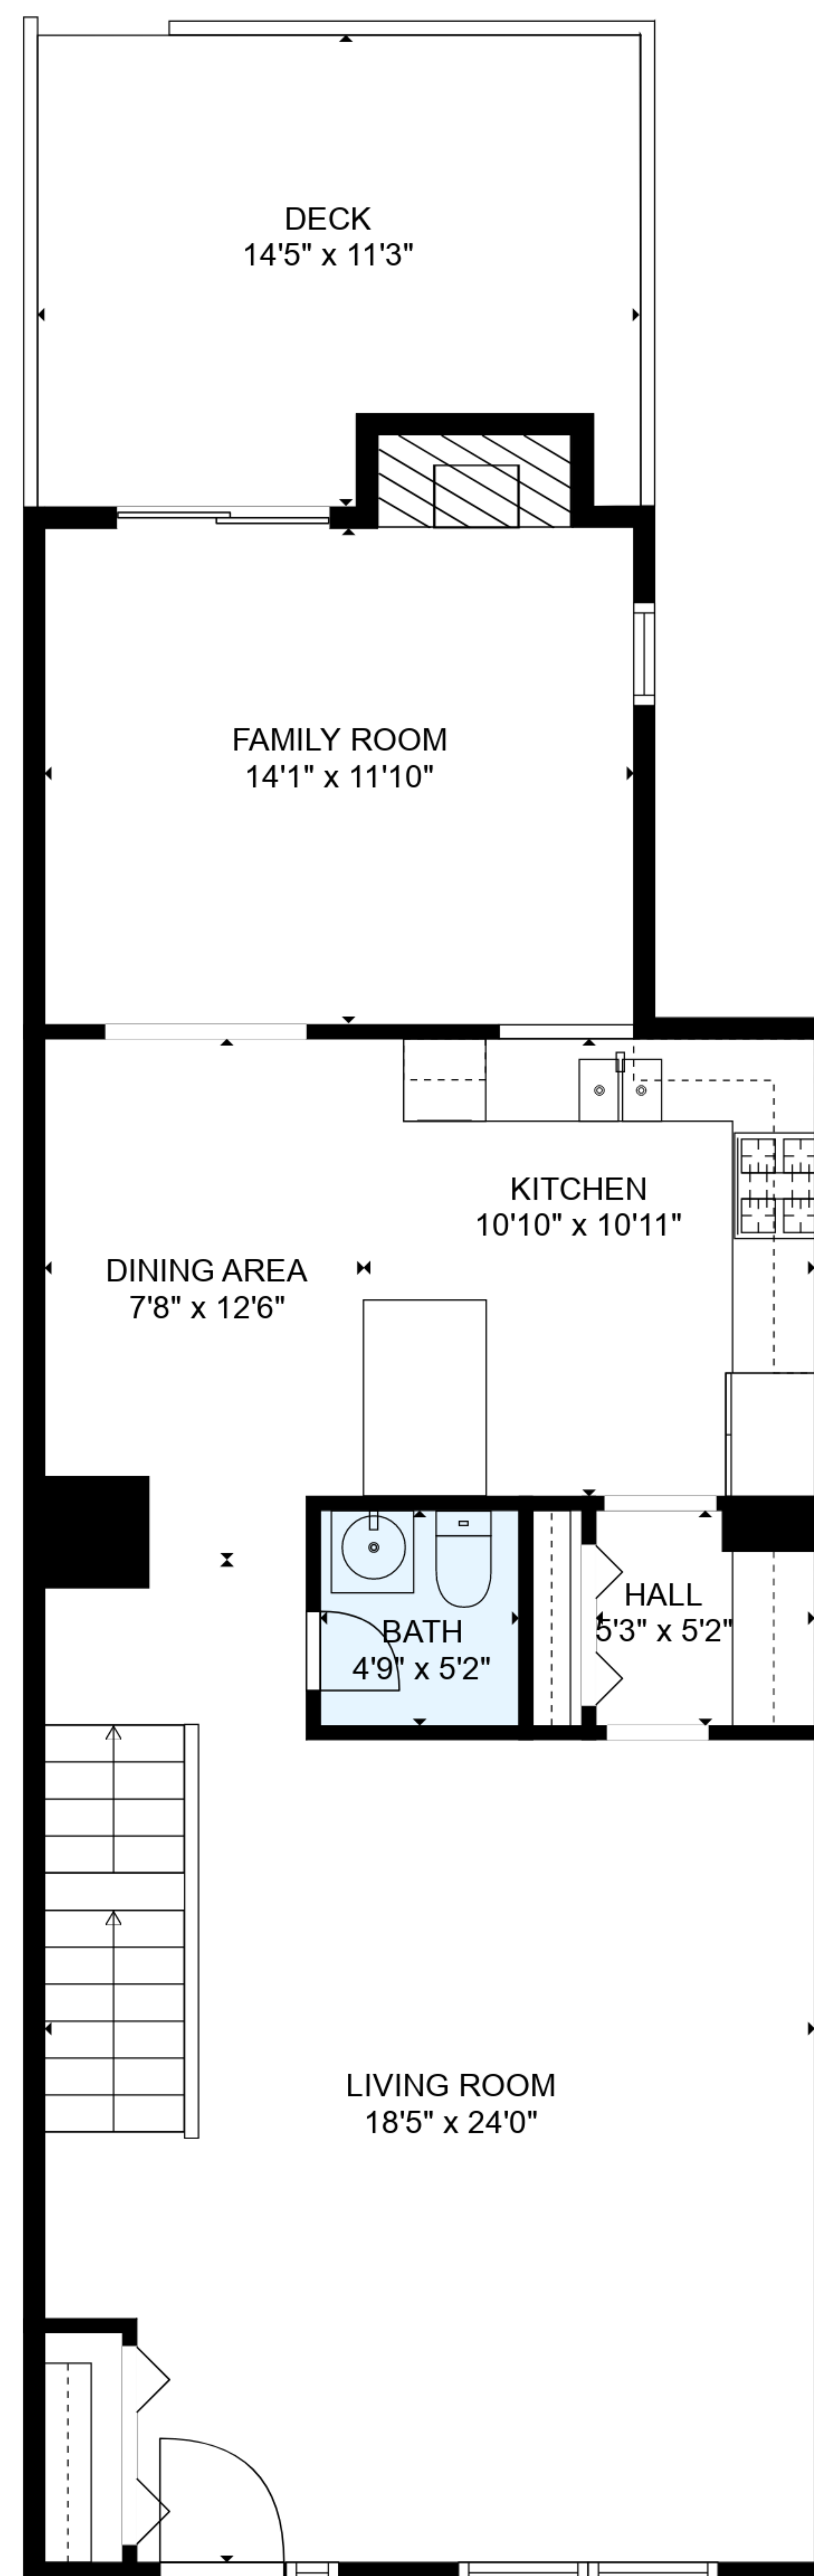 DECK
14'5" x 11'3"
FAMILY ROOM
14'1" x 11'10"
KITCHEN
10'10" x 10'11"
DINING AREA
7'8" x 12'6"
HALL
5'3" x 5'2"
BATH
4'9" x 5'2"
LIVING ROOM
18'5" x 24'0"